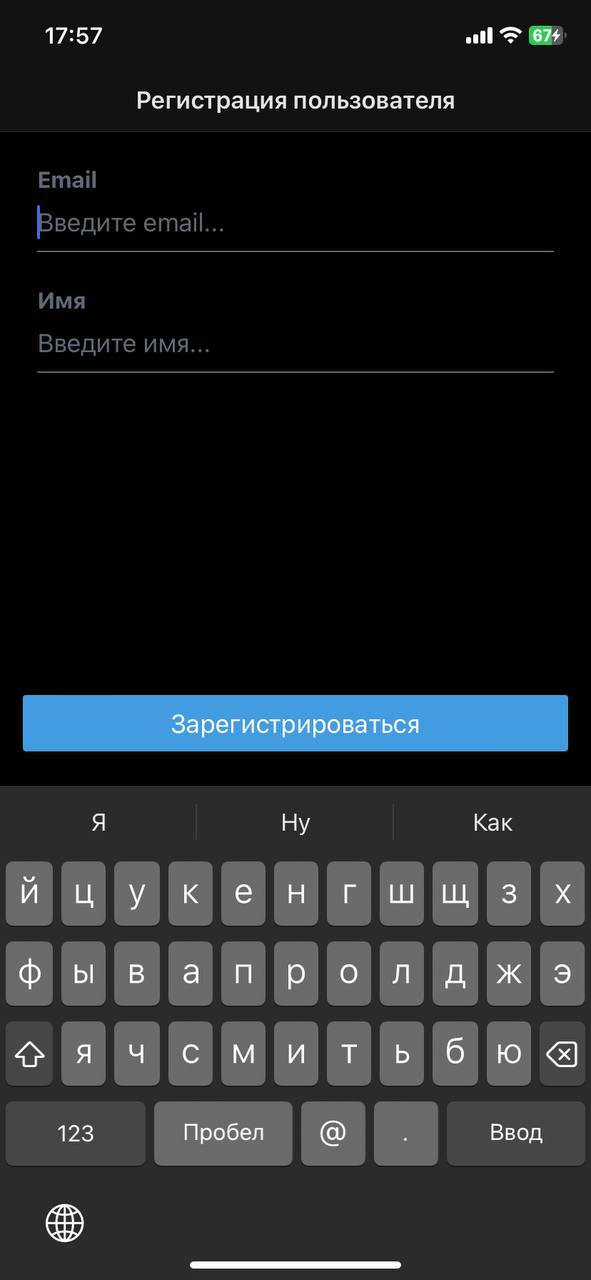 17:57
67
Регистрация пользователя
Email
Введите email...
Имя
Введите имя...
Зарегистрироваться
Я Ну Как
й ц у к е н г ш щ з х
ф ы в а п р о л д ж э
я ч с м и т ь б ю
123 Пробел @ . Ввод